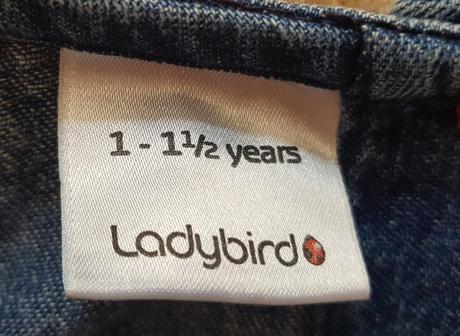 1 - 1½ years
Ladybird